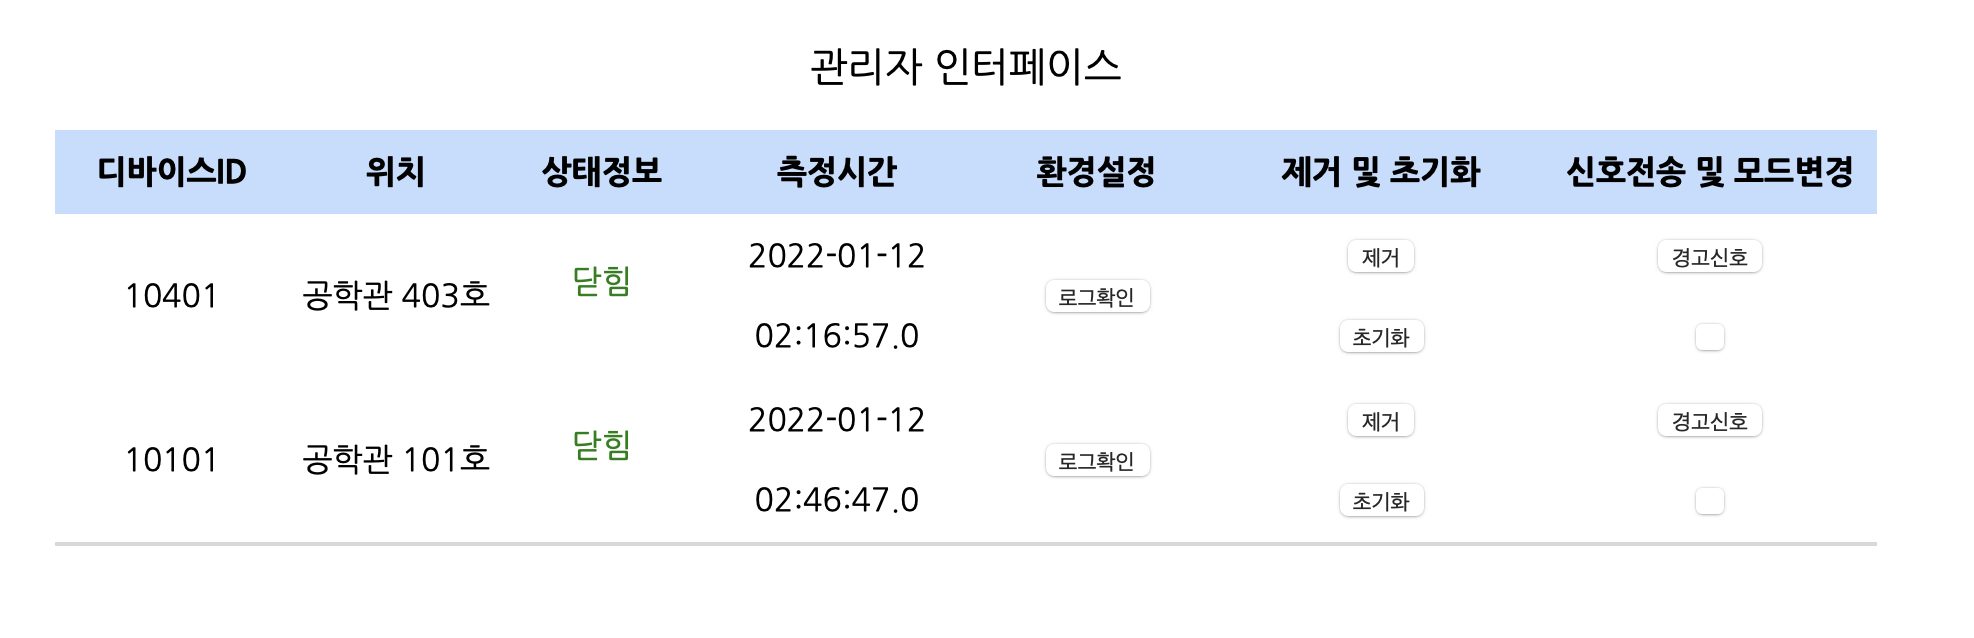 관리자 인터페이스
디바이스ID 위치 상태정보 측정시간 환경설정 제거 및 초기화 신호전송 및 모드변경
10401 공학관 403호 닫힘 2022-01-12 로그확인 제거 경고신호
02:16:57.0 초기화
10101 공학관 101호 닫힘 2022-01-12 로그확인 제거 경고신호
02:46:47.0 초기화